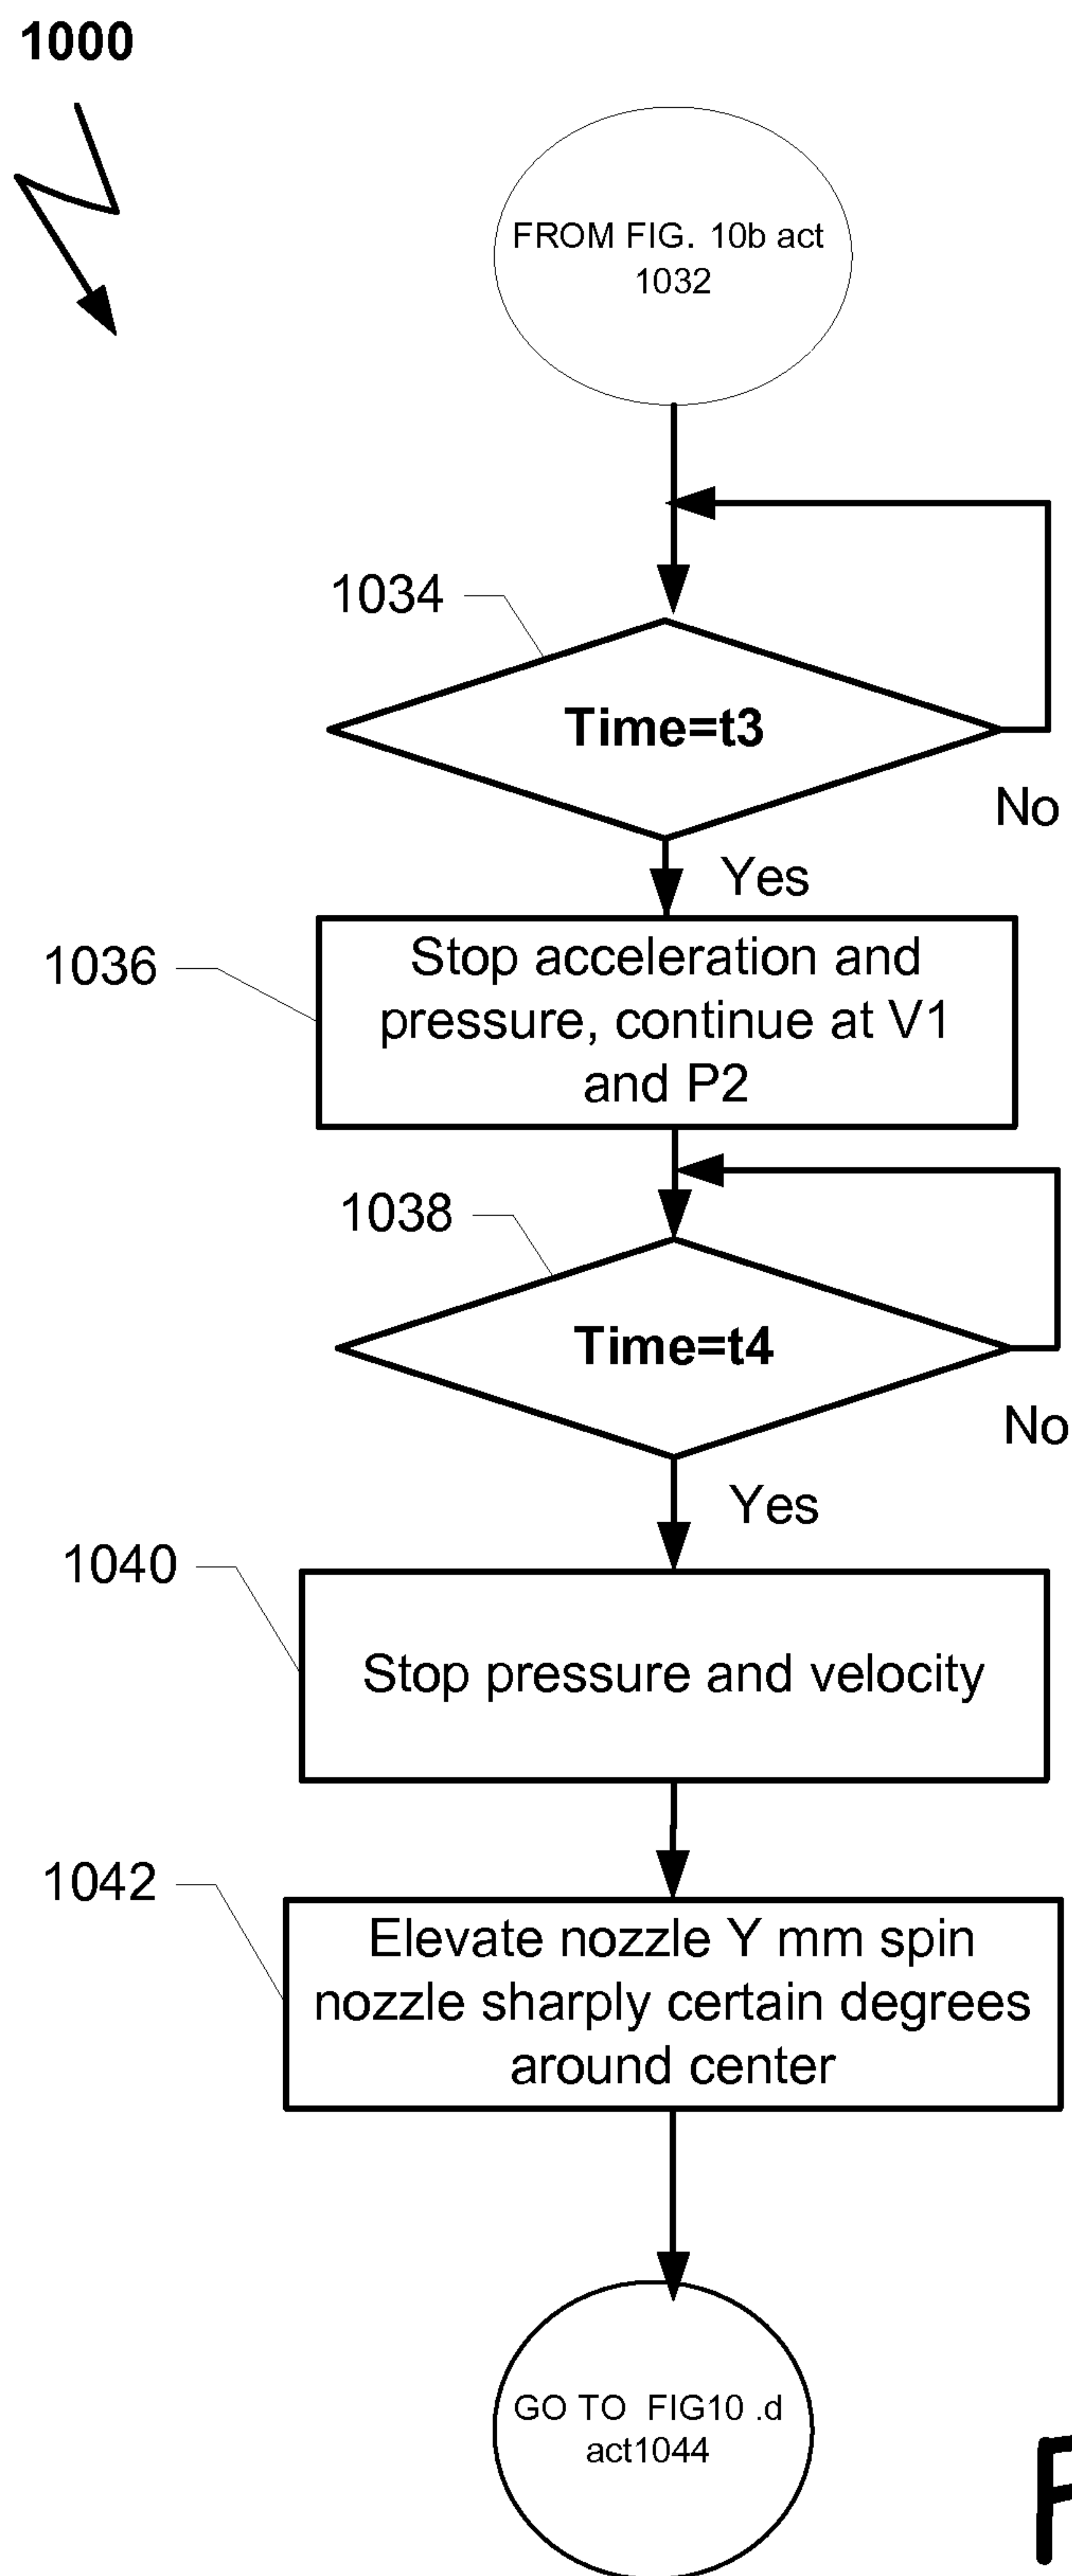 1000
FROM FIG. 10b act
1032
1034
Time=t3
No
Yes
1036
Stop acceleration and
pressure, continue at V1
and P2
1038
Time=t4
No
Yes
1040
Stop pressure and velocity
1042
Elevate nozzle Y mm spin
nozzle sharply certain degrees
around center
GO TO FIG10 .d
act1044